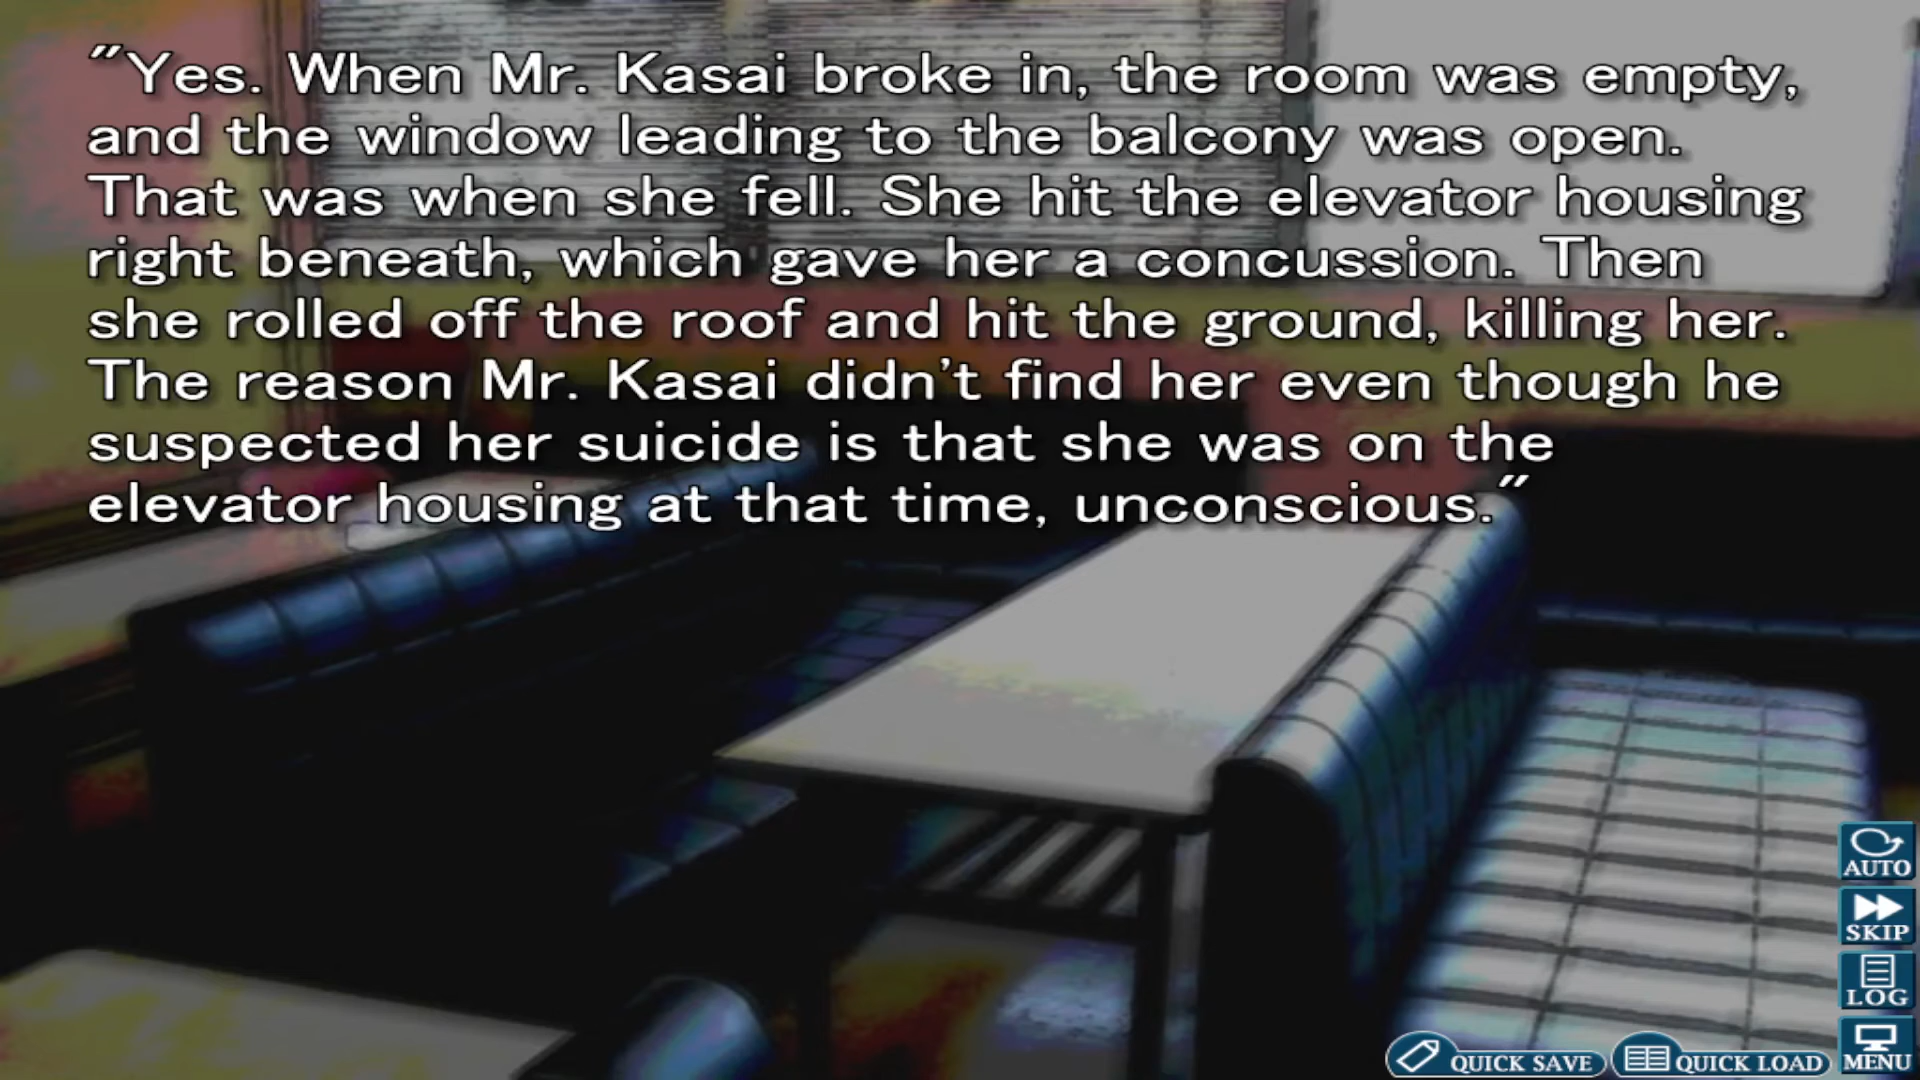 "Yes. When Mr. Kasai broke in, the room was empty,
and the window leading to the balcony was open.
That was when she fell. She hit the elevator housing
right beneath, which gave her a concussion. Then
she rolled off the roof and hit the ground, killing her.
The reason Mr. Kasai didn't find her even though he
suspected her suicide is that she was on the
elevator housing at that time, unconscious."
AUTO
SKIP
LOG
MENU
QUICK SAVE
QUICK LOAD